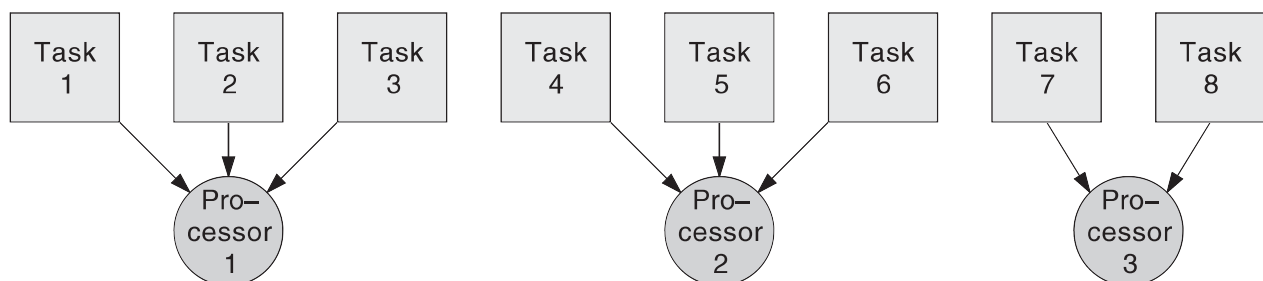 Task
1
Task
2
Task
3
Task
4
Task
5
Task
6
Task
7
Task
8
Pro–
cessor
1
Pro–
cessor
2
Pro–
cessor
3